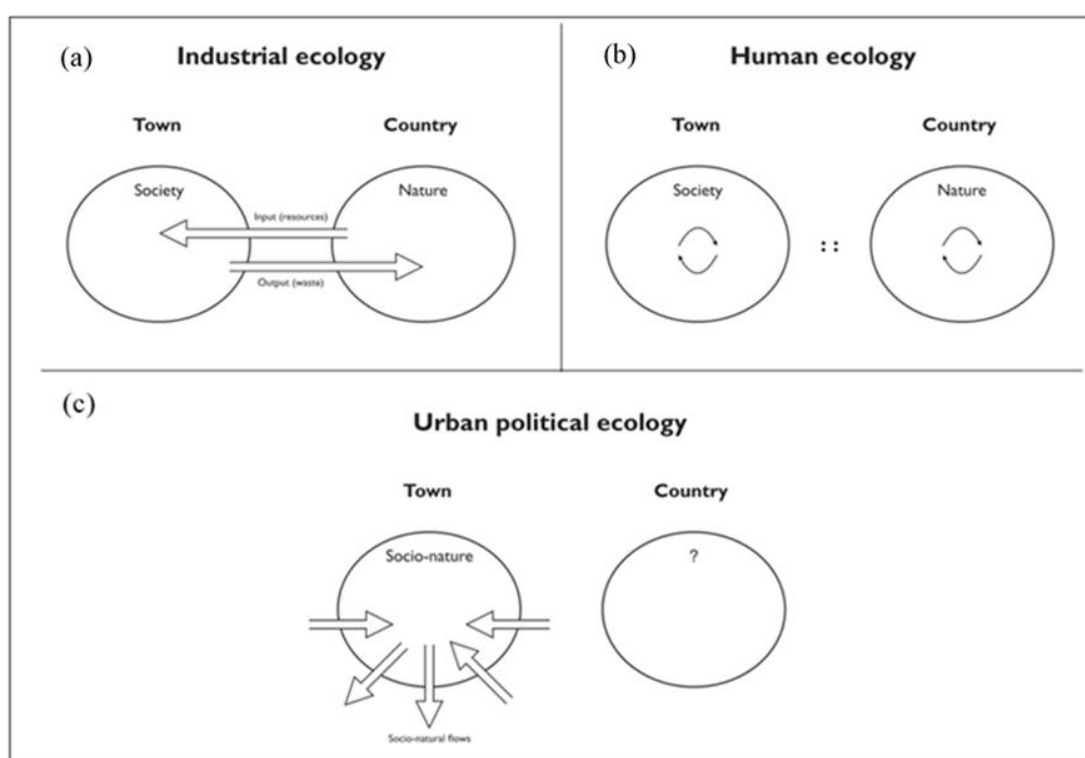 (a)
Industrial ecology
Town
Country
Society
Nature
Input (resources)
Output (waste)
(b)
Human ecology
Town
Country
Society
Nature
::
(c)
Urban political ecology
Town
Country
Socio-nature
?
Socio-natural flows